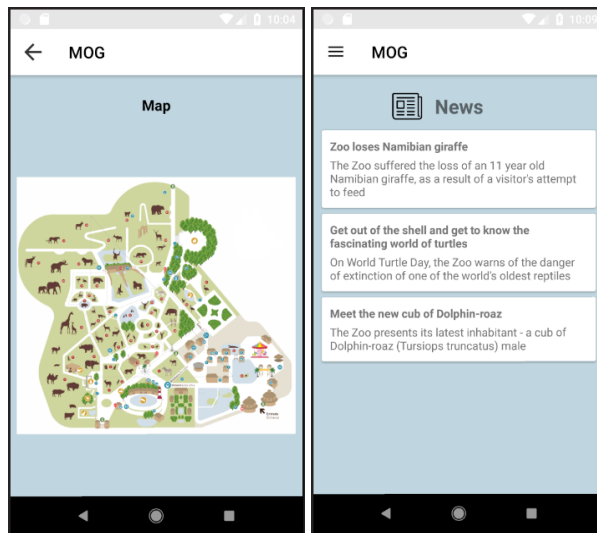 10:04
MOG
Map
Entrada
10:09
MOG
News
Zoo loses Namibian giraffe
The Zoo suffered the loss of an 11 year old
Namibian giraffe, as a result of a visitor's attempt
to feed
Get out of the shell and get to know the
fascinating world of turtles
On World Turtle Day, the Zoo warns of the danger
of extinction of one of the world's oldest reptiles
Meet the new cub of Dolphin-roaz
The Zoo presents its latest inhabitant - a cub of
Dolphin-roaz (Tursiops truncatus) male